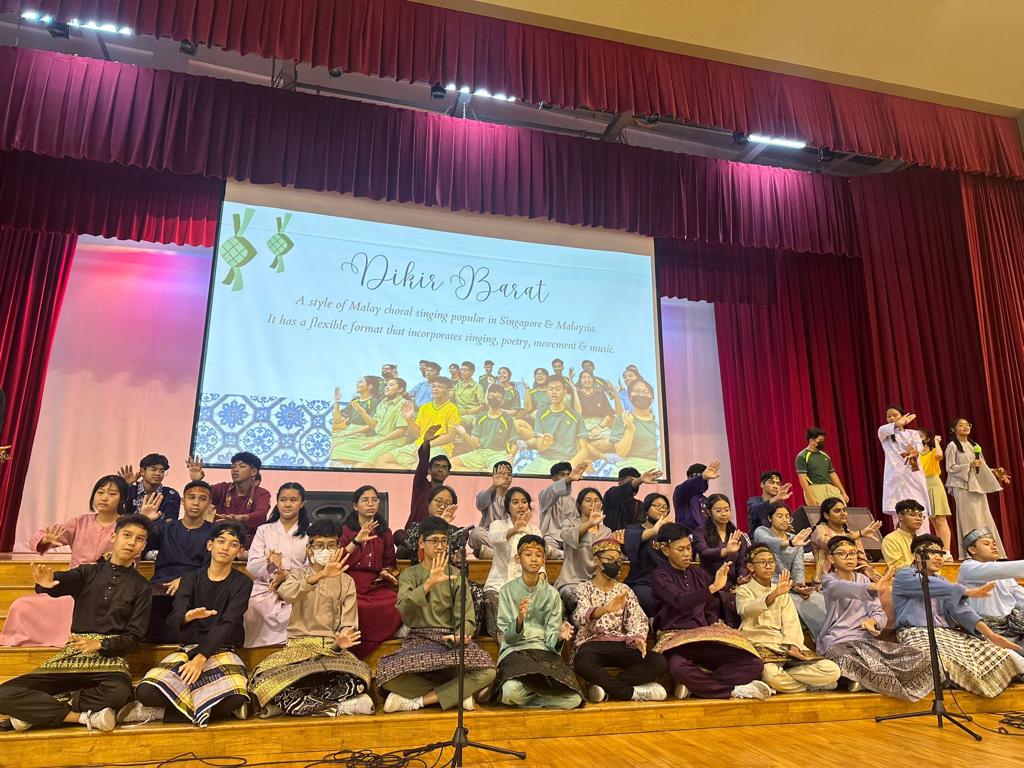 Dikir Barat
A style of Malay choral singing popular in Singapore & Malaysia.
It has a flexible format that incorporates singing, poetry, movement & music.